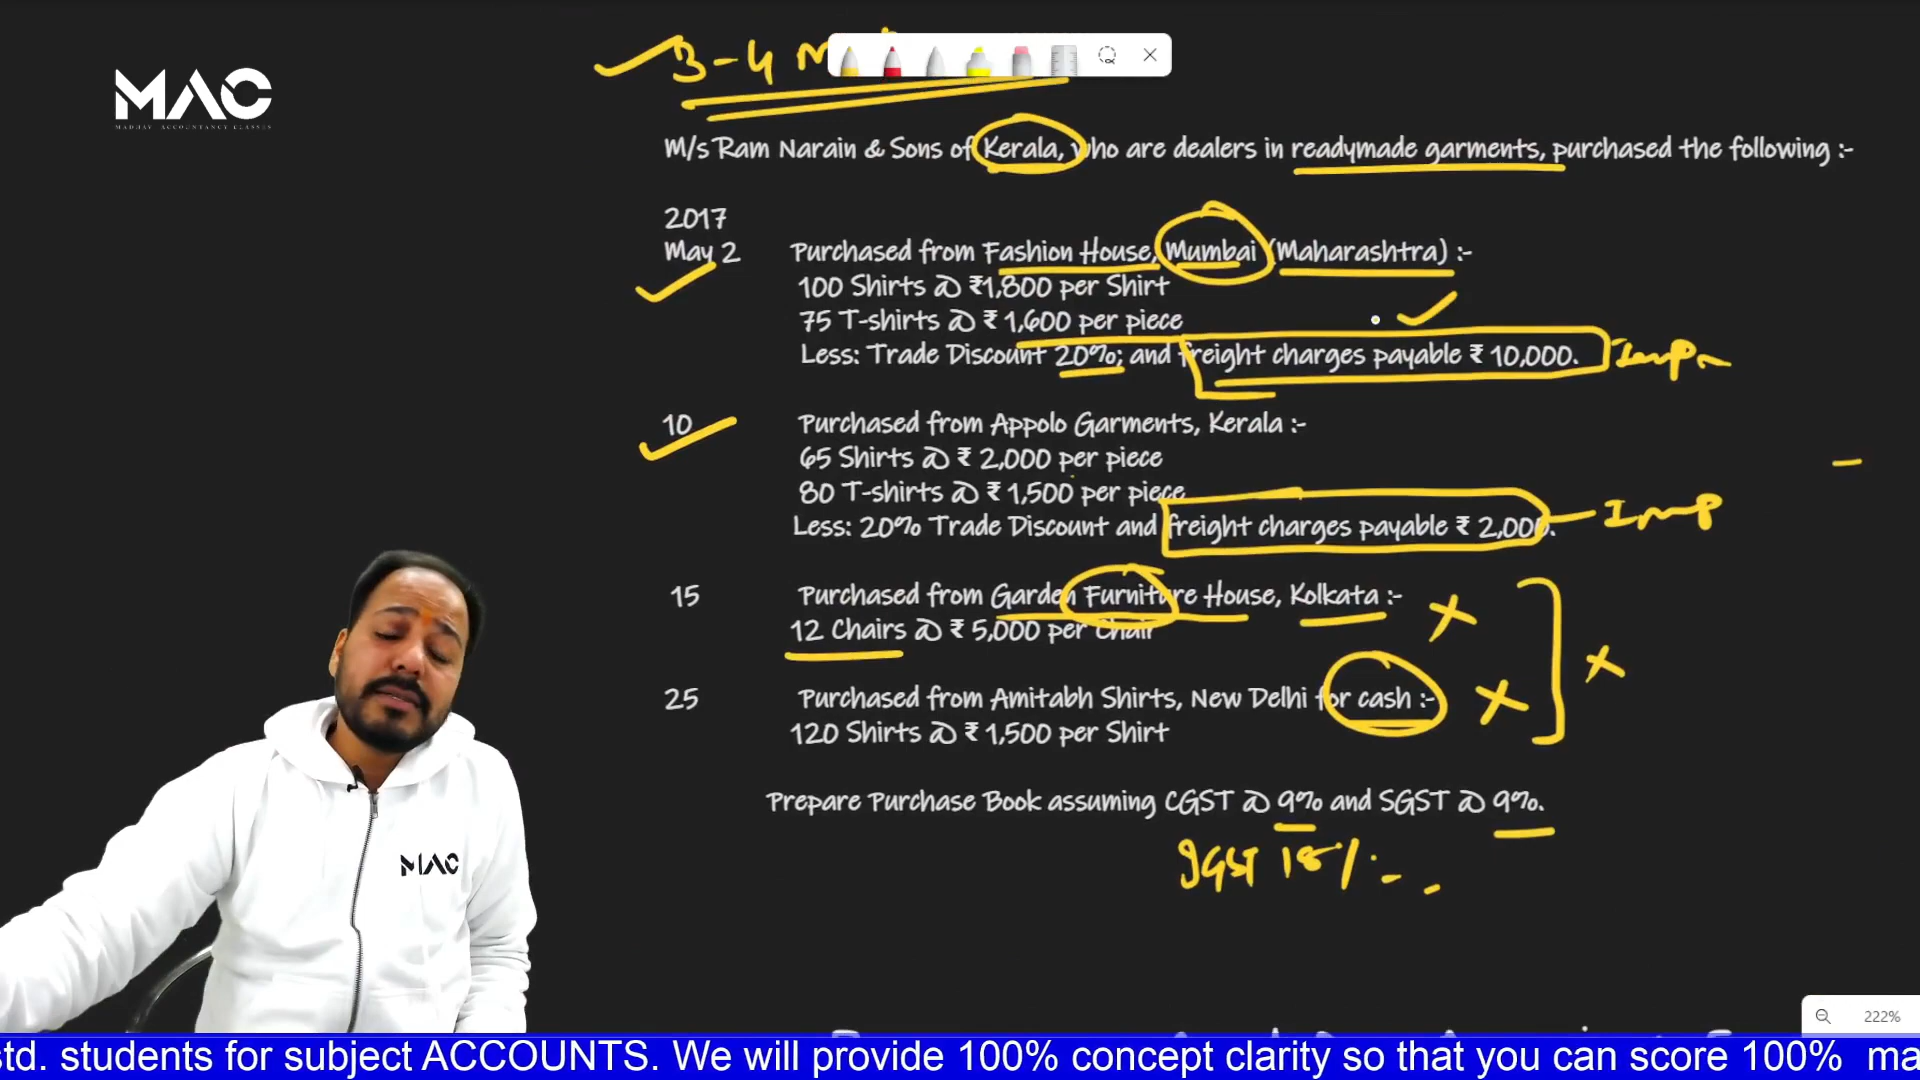 3-4 M
MAC
MADHAV ACCOUNTANCY CLASSES
M/s Ram Narain & Sons of Kerala, who are dealers in readymade garments, purchased the following :-
2017
May 2 Purchased from Fashion House, Mumbai (Maharashtra) :-
100 Shirts @ ₹1,800 per Shirt
75 T-shirts @ ₹ 1,600 per piece
Less: Trade Discount 20%; and freight charges payable ₹ 10,000.
10 Purchased from Appolo Garments, Kerala :-
65 Shirts @ ₹ 2,000 per piece
80 T-shirts @ ₹ 1,500 per piece
Less: 20% Trade Discount and freight charges payable ₹ 2,000. Imp
15 Purchased from Garden Furniture House, Kolkata :-
12 Chairs @ ₹ 5,000 per Chair
25 Purchased from Amitabh Shirts, New Delhi for cash :-
120 Shirts @ ₹ 1,500 per Shirt
Prepare Purchase Book assuming CGST @ 9% and SGST @ 9%.
IGST 18%
MAC
222%
std. students for subject ACCOUNTS. We will provide 100% concept clarity so that you can score 100% ma